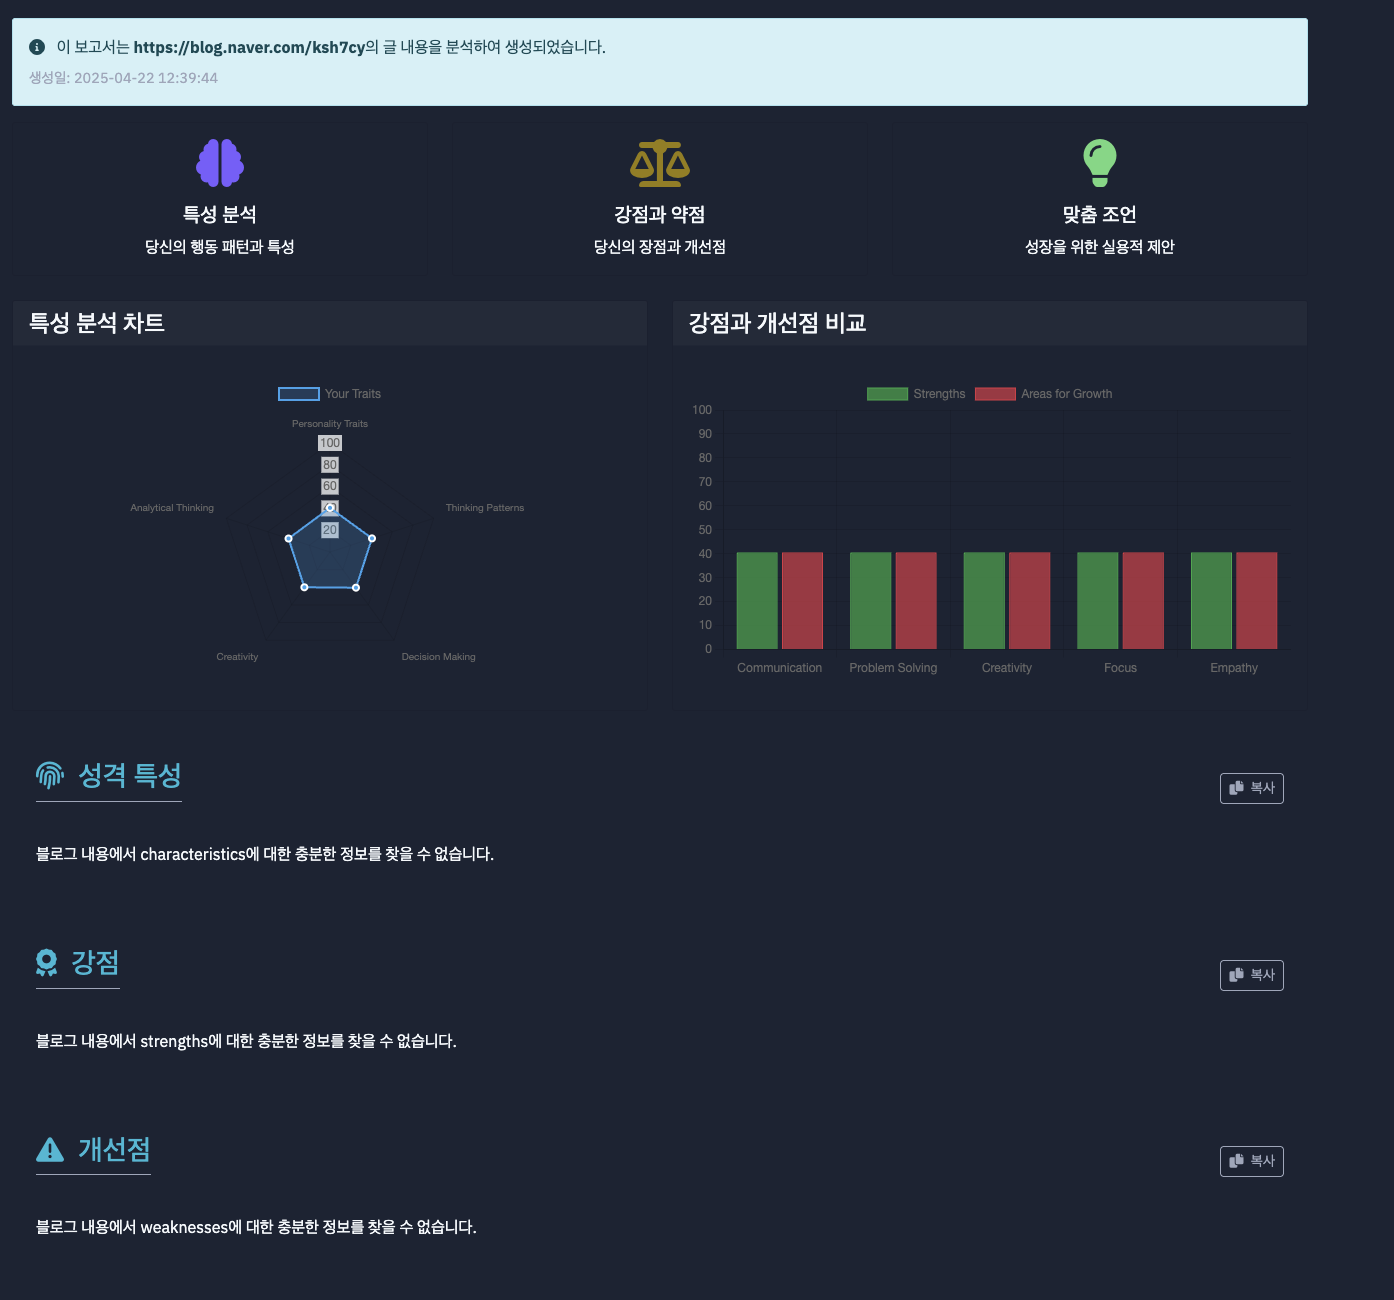 이 보고서는 https://blog.naver.com/ksh7cy의 글 내용을 분석하여 생성되었습니다.
생성일: 2025-04-22 12:39:44
특성 분석
당신의 행동 패턴과 특성
강점과 약점
당신의 장점과 개선점
맞춤 조언
성장을 위한 실용적 제안
특성 분석 차트
Your Traits
Personality Traits
100
80
60
40
20
Analytical Thinking
Thinking Patterns
Creativity
Decision Making
강점과 개선점 비교
Strengths
Areas for Growth
100
90
80
70
60
50
40
30
20
10
0
Communication
Problem Solving
Creativity
Focus
Empathy
성격 특성
복사
블로그 내용에서 characteristics에 대한 충분한 정보를 찾을 수 없습니다.
강점
복사
블로그 내용에서 strengths에 대한 충분한 정보를 찾을 수 없습니다.
개선점
복사
블로그 내용에서 weaknesses에 대한 충분한 정보를 찾을 수 없습니다.